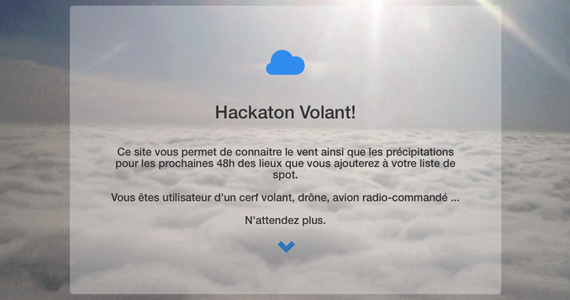 Hackaton Volant!
Ce site vous permet de connaitre le vent ainsi que les précipitations
pour les prochaines 48h des lieux que vous ajouterez à votre liste de
spot.
Vous êtes utilisateur d'un cerf volant, drône, avion radio-commandé ...
N'attendez plus.